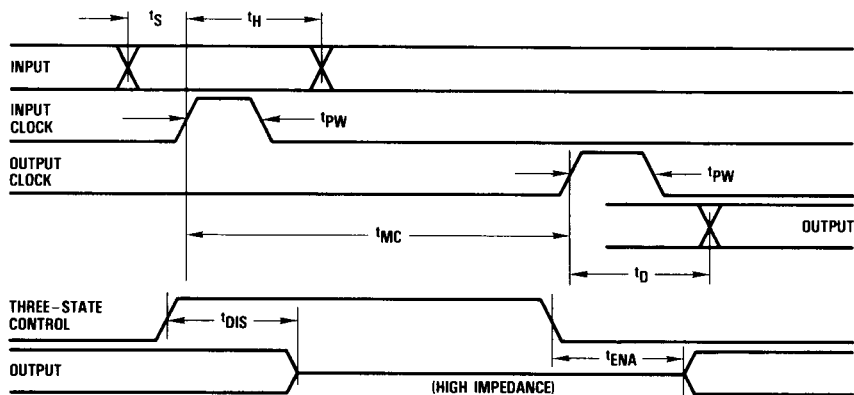 tS
tH
INPUT
INPUT
CLOCK
tPW
OUTPUT
CLOCK
tPW
OUTPUT
tMC
tD
THREE-STATE
CONTROL
tDIS
tENA
OUTPUT
(HIGH IMPEDANCE)